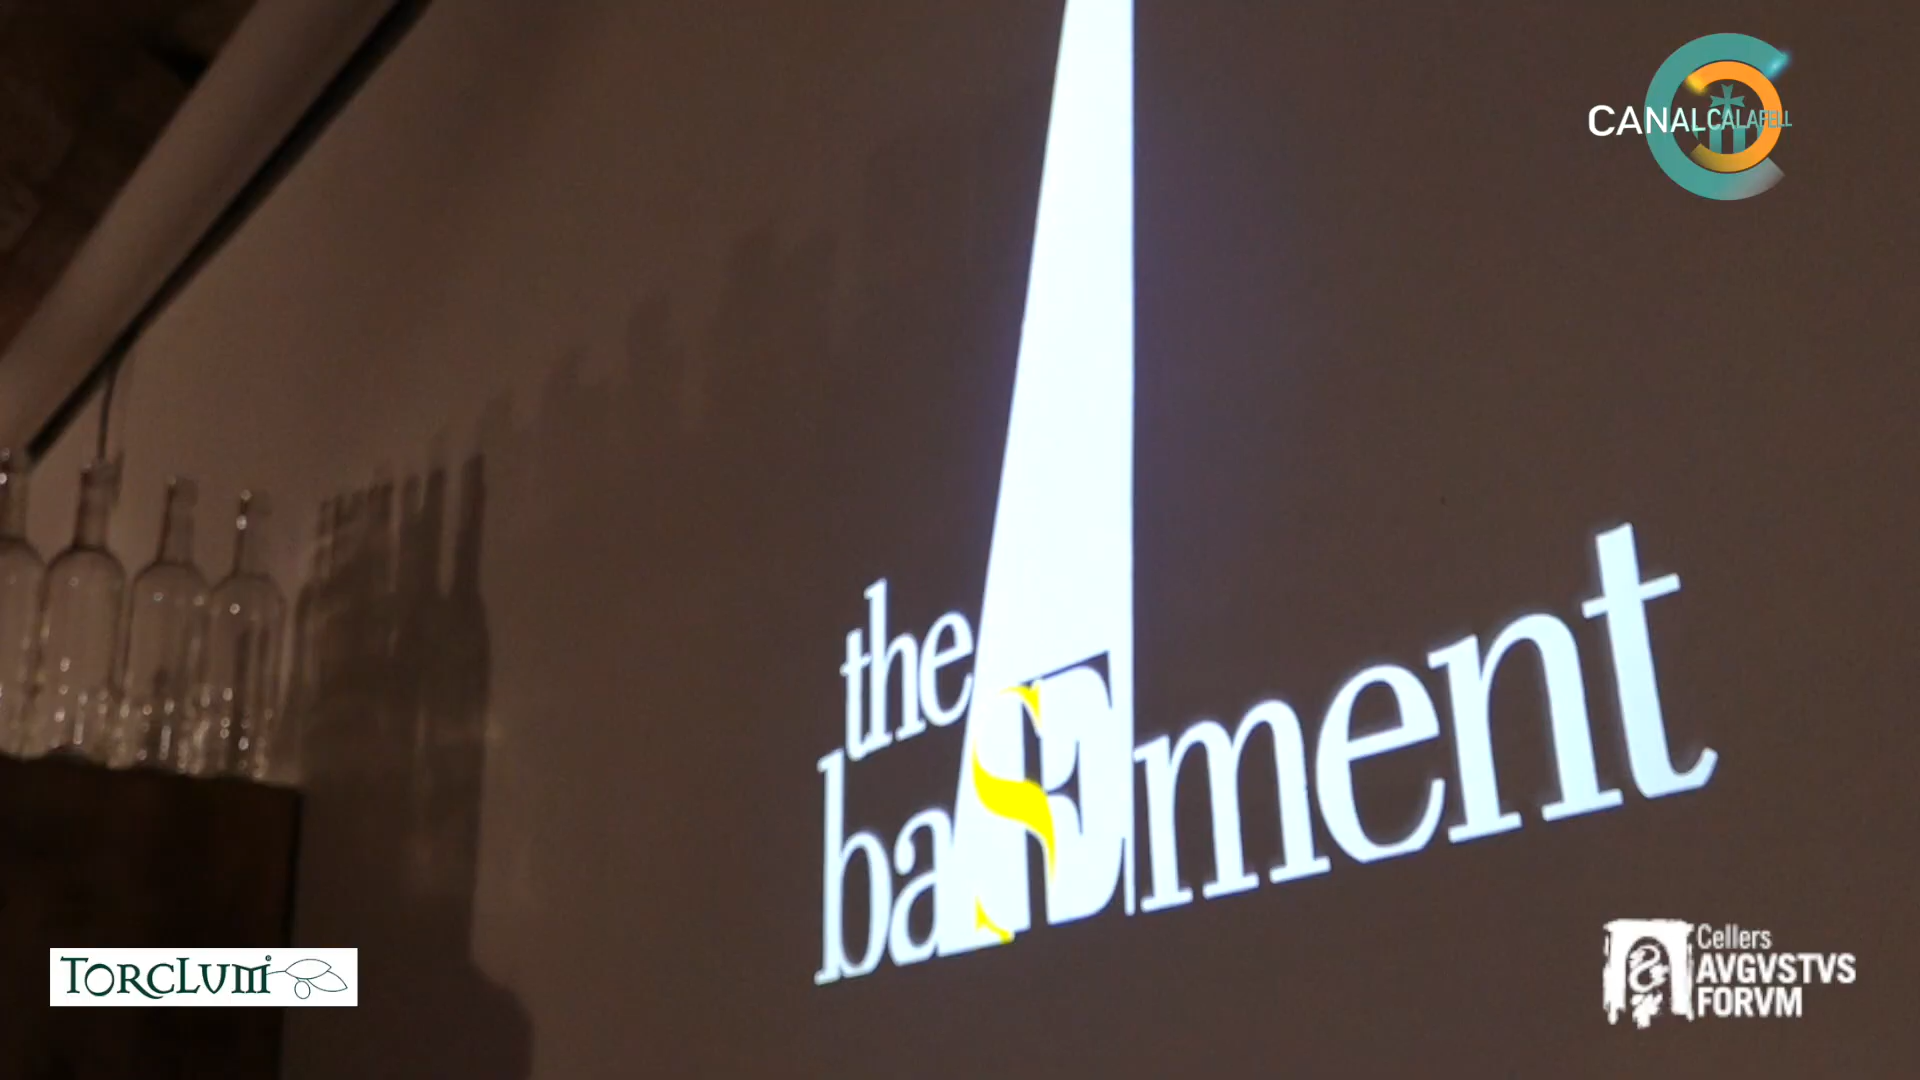 CANALCALAFELL
the
baSEment
TORCLUM
Cellers
AVGVSTVS
FORVM